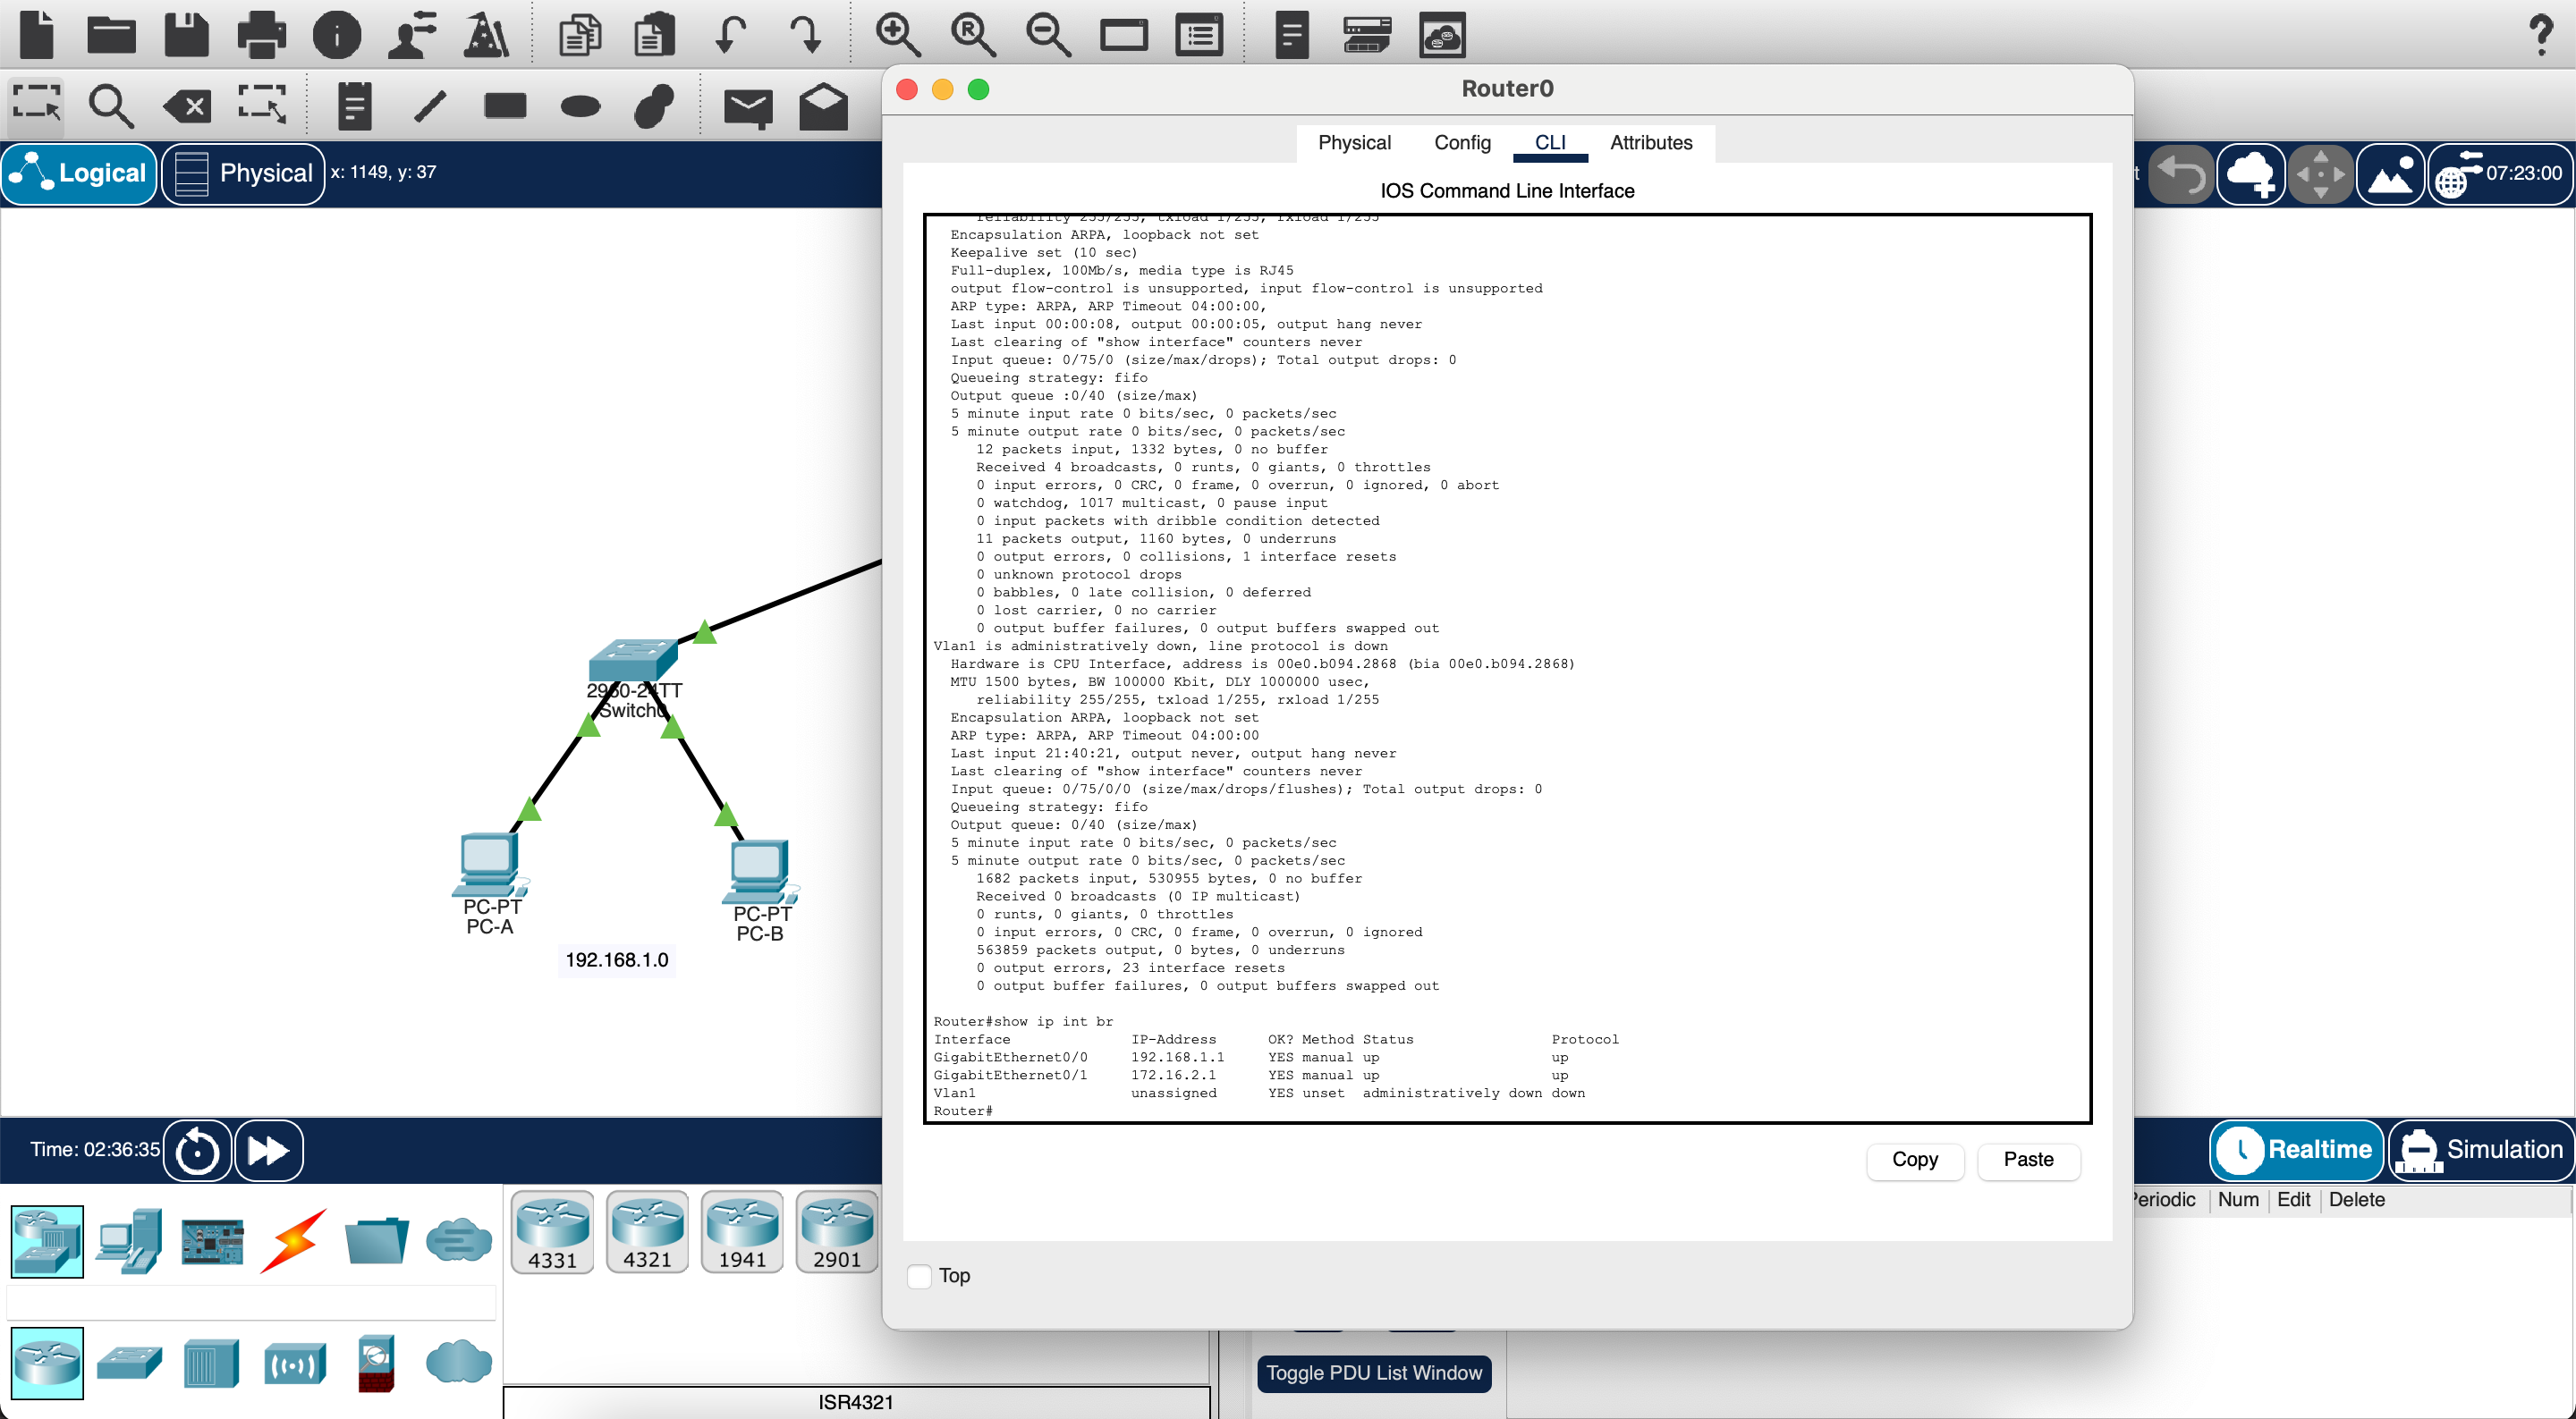 Router0
Logical
Physical
x: 1149, y: 37
t
07:23:00
Physical
Config
CLI
Attributes
IOS Command Line Interface
reliability 255/255, txload 1/255, rxload 1/255
Encapsulation ARPA, loopback not set
Keepalive set (10 sec)
Full-duplex, 100Mb/s, media type is RJ45
output flow-control is unsupported, input flow-control is unsupported
ARP type: ARPA, ARP Timeout 04:00:00,
Last input 00:00:08, output 00:00:05, output hang never
Last clearing of "show interface" counters never
Input queue: 0/75/0 (size/max/drops); Total output drops: 0
Queueing strategy: fifo
Output queue :0/40 (size/max)
5 minute input rate 0 bits/sec, 0 packets/sec
5 minute output rate 0 bits/sec, 0 packets/sec
12 packets input, 1332 bytes, 0 no buffer
Received 4 broadcasts, 0 runts, 0 giants, 0 throttles
0 input errors, 0 CRC, 0 frame, 0 overrun, 0 ignored, 0 abort
0 watchdog, 1017 multicast, 0 pause input
0 input packets with dribble condition detected
11 packets output, 1160 bytes, 0 underruns
0 output errors, 0 collisions, 1 interface resets
0 unknown protocol drops
0 babbles, 0 late collision, 0 deferred
0 lost carrier, 0 no carrier
0 output buffer failures, 0 output buffers swapped out
Vlan1 is administratively down, line protocol is down
Hardware is CPU Interface, address is 00e0.b094.2868 (bia 00e0.b094.2868)
MTU 1500 bytes, BW 100000 Kbit, DLY 1000000 usec,
reliability 255/255, txload 1/255, rxload 1/255
Encapsulation ARPA, loopback not set
ARP type: ARPA, ARP Timeout 04:00:00
Last input 21:40:21, output never, output hang never
Last clearing of "show interface" counters never
Input queue: 0/75/0/0 (size/max/drops/flushes); Total output drops: 0
Queueing strategy: fifo
Output queue: 0/40 (size/max)
5 minute input rate 0 bits/sec, 0 packets/sec
5 minute output rate 0 bits/sec, 0 packets/sec
1682 packets input, 530955 bytes, 0 no buffer
Received 0 broadcasts (0 IP multicast)
0 runts, 0 giants, 0 throttles
0 input errors, 0 CRC, 0 frame, 0 overrun, 0 ignored
563859 packets output, 0 bytes, 0 underruns
0 output errors, 23 interface resets
0 output buffer failures, 0 output buffers swapped out
Router#show ip int br
Interface IP-Address OK? Method Status Protocol
GigabitEthernet0/0 192.168.1.1 YES manual up up
GigabitEthernet0/1 172.16.2.1 YES manual up up
Vlan1 unassigned YES unset administratively down down
Router#
Copy
Paste
Top
2960-24TT
Switch0
PC-PT
PC-A
PC-PT
PC-B
192.168.1.0
Time: 02:36:35
Realtime
Simulation
Periodic
Num
Edit
Delete
4331
4321
1941
2901
Toggle PDU List Window
ISR4321